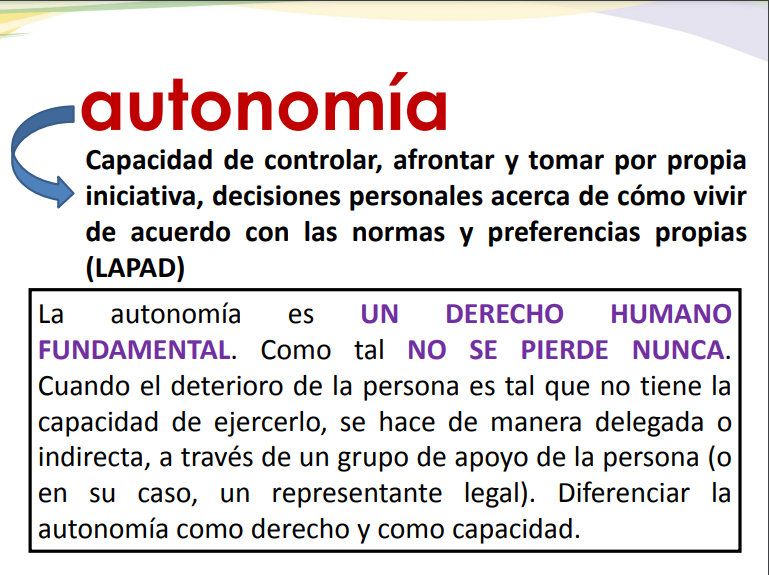 autonomía
Capacidad de controlar, afrontar y tomar por propia
iniciativa, decisiones personales acerca de cómo vivir
de acuerdo con las normas y preferencias propias
(LAPAD)
La autonomía es UN DERECHO HUMANO
FUNDAMENTAL. Como tal NO SE PIERDE NUNCA.
Cuando el deterioro de la persona es tal que no tiene la
capacidad de ejercerlo, se hace de manera delegada o
indirecta, a través de un grupo de apoyo de la persona (o
en su caso, un representante legal). Diferenciar la
autonomía como derecho y como capacidad.